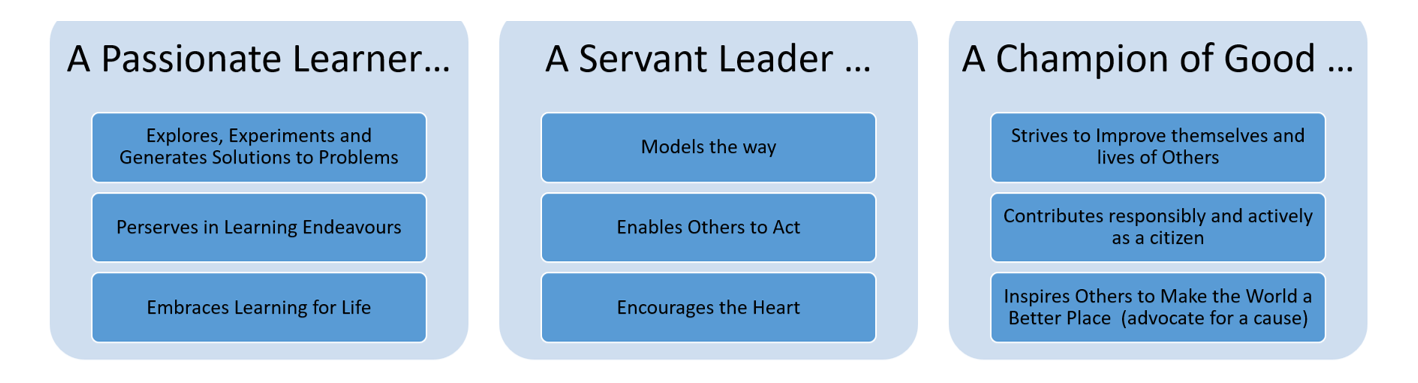 A Passionate Learner…
Explores, Experiments and
Generates Solutions to Problems
Perserves in Learning Endeavours
Embraces Learning for Life
A Servant Leader …
Models the way
Enables Others to Act
Encourages the Heart
A Champion of Good …
Strives to Improve themselves and
lives of Others
Contributes responsibly and actively
as a citizen
Inspires Others to Make the World a
Better Place  (advocate for a cause)